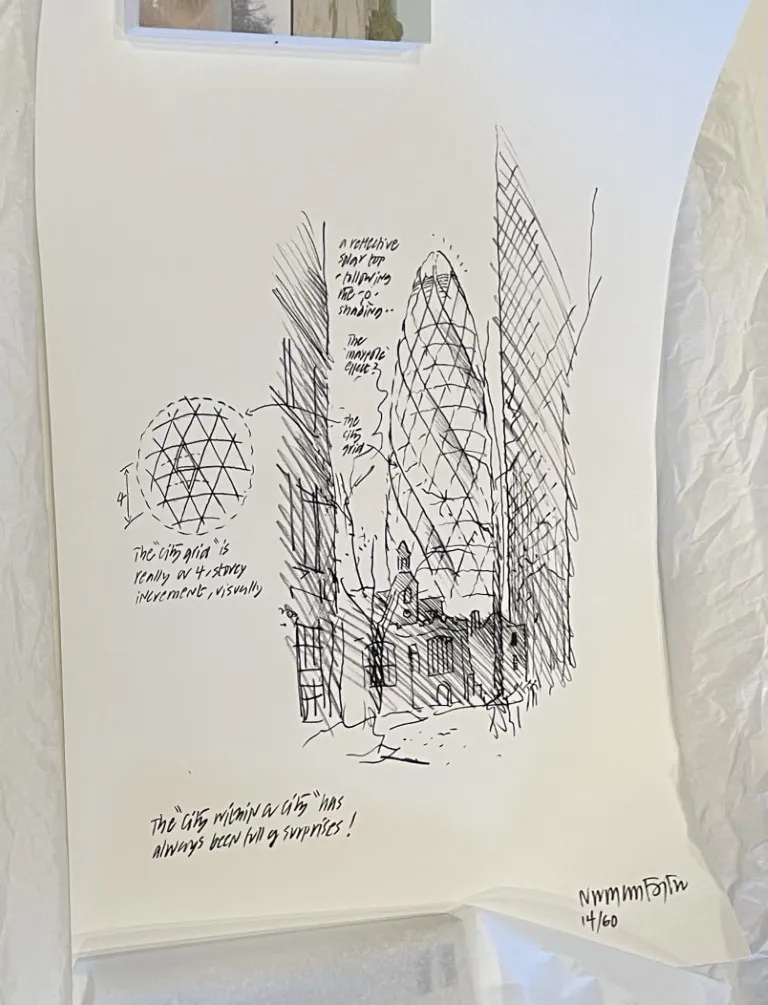 a reflective
solar top
- following
the -o-
shading..
The
'maypole'
effect?
the
city
grid
4
The "city grid" is
really a 4, storey
increment, visually
The "City within a City" has
always been full of surprises!
Norman Foster
14/60